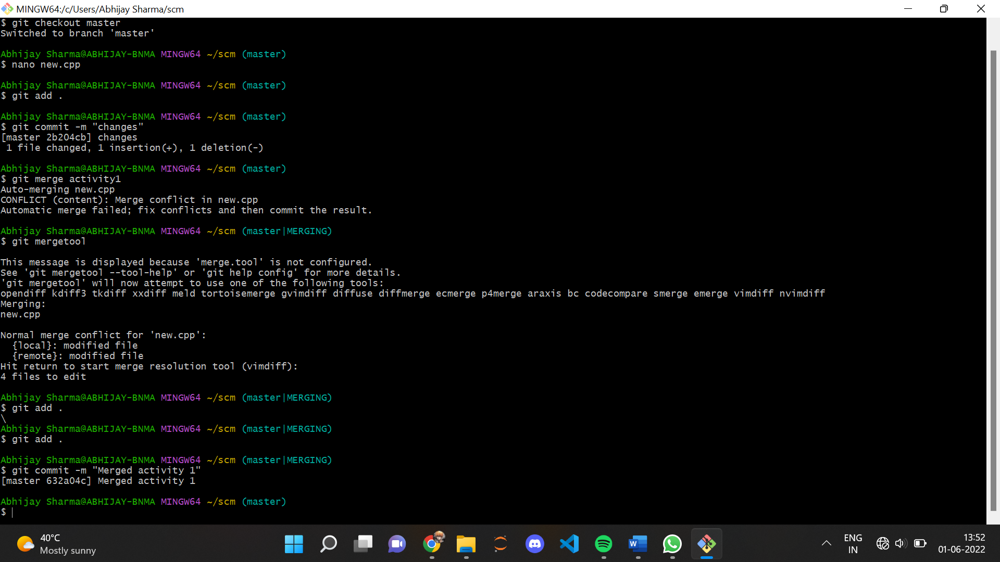 MINGW64:/c/Users/Abhijay Sharma/scm
$ git checkout master
Switched to branch 'master'
Abhijay Sharma@ABHIJAY-BNMA MINGW64 ~/scm (master)
$ nano new.cpp
Abhijay Sharma@ABHIJAY-BNMA MINGW64 ~/scm (master)
$ git add .
Abhijay Sharma@ABHIJAY-BNMA MINGW64 ~/scm (master)
$ git commit -m "changes"
[master 2b204cb] changes
 1 file changed, 1 insertion(+), 1 deletion(-)
Abhijay Sharma@ABHIJAY-BNMA MINGW64 ~/scm (master)
$ git merge activity1
Auto-merging new.cpp
CONFLICT (content): Merge conflict in new.cpp
Automatic merge failed; fix conflicts and then commit the result.
Abhijay Sharma@ABHIJAY-BNMA MINGW64 ~/scm (master|MERGING)
$ git mergetool
This message is displayed because 'merge.tool' is not configured.
See 'git mergetool --tool-help' or 'git help config' for more details.
'git mergetool' will now attempt to use one of the following tools:
opendiff kdiff3 tkdiff xxdiff meld tortoisemerge gvimdiff diffuse diffmerge ecmerge p4merge araxis bc codecompare smerge emerge vimdiff nvimdiff
Merging:
new.cpp
Normal merge conflict for 'new.cpp':
  {local}: modified file
  {remote}: modified file
Hit return to start merge resolution tool (vimdiff):
4 files to edit
Abhijay Sharma@ABHIJAY-BNMA MINGW64 ~/scm (master|MERGING)
$ git add .
\
Abhijay Sharma@ABHIJAY-BNMA MINGW64 ~/scm (master|MERGING)
$ git add .
Abhijay Sharma@ABHIJAY-BNMA MINGW64 ~/scm (master|MERGING)
$ git commit -m "Merged activity 1"
[master 632a04c] Merged activity 1
Abhijay Sharma@ABHIJAY-BNMA MINGW64 ~/scm (master)
$
40°C
Mostly sunny
ENG
IN
13:52
01-06-2022